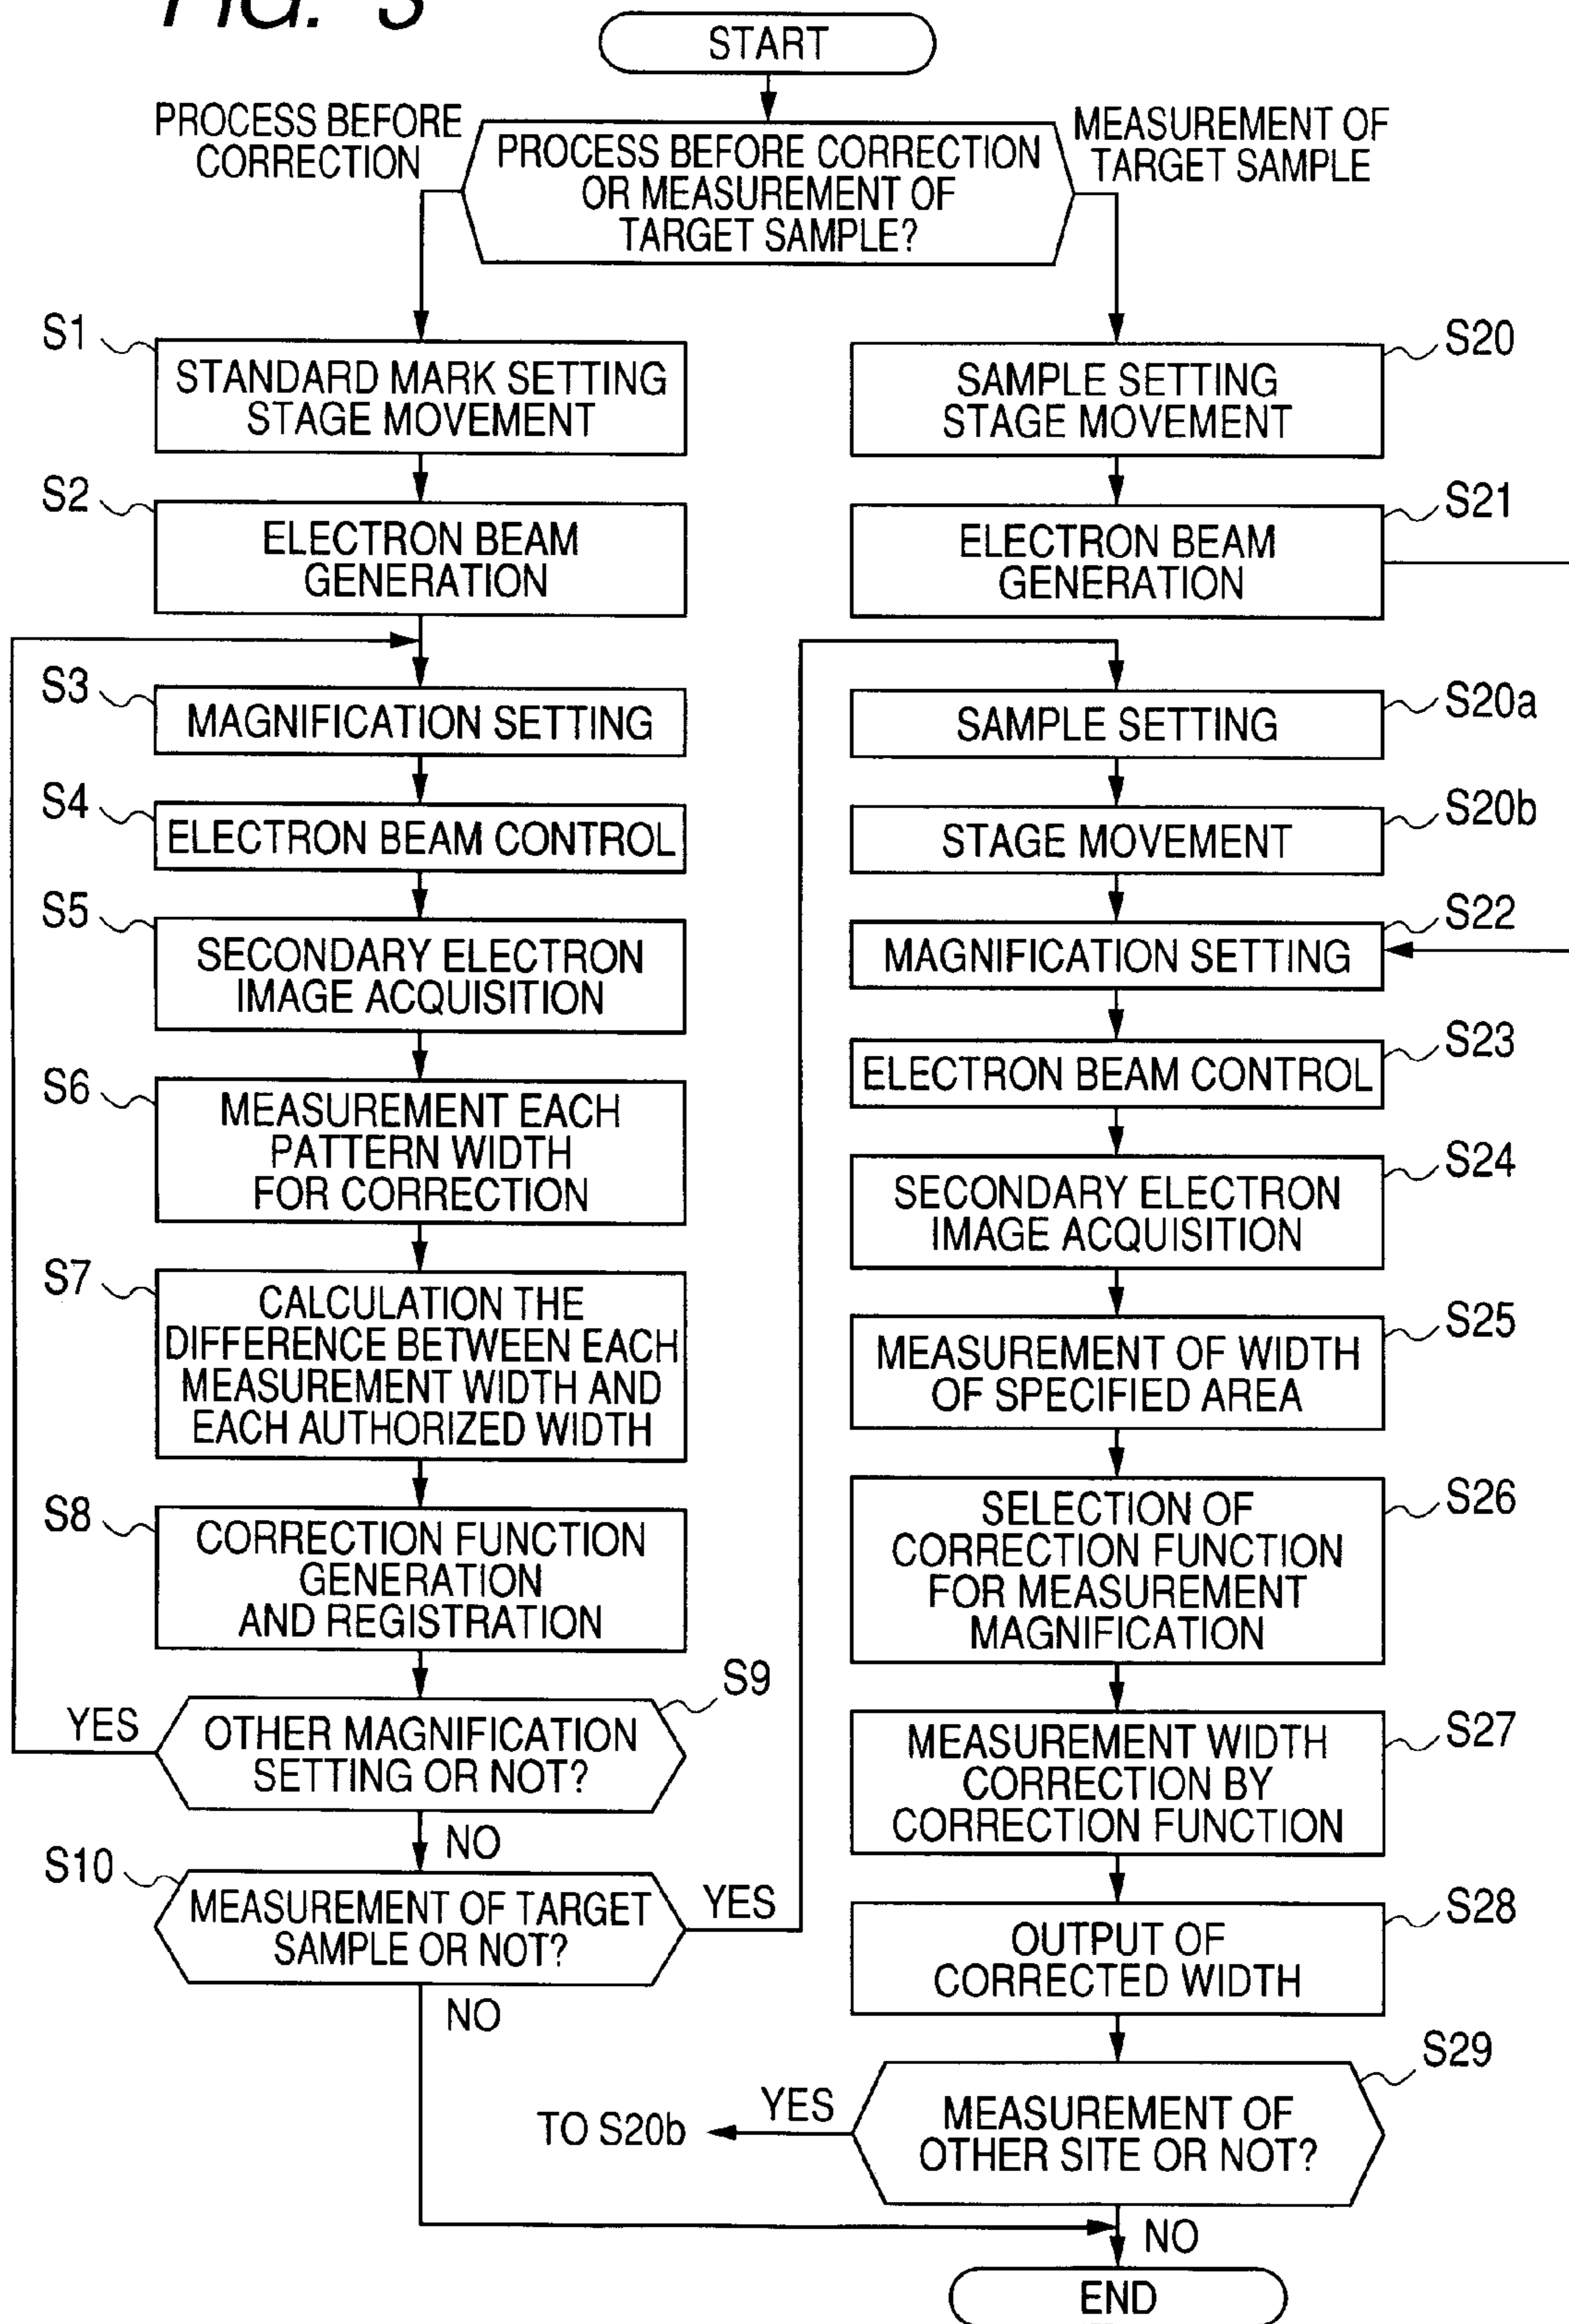 FIG. 3
START
PROCESS BEFORE
CORRECTION
PROCESS BEFORE CORRECTION
OR MEASUREMENT OF
TARGET SAMPLE?
MEASUREMENT OF
TARGET SAMPLE
S1
STANDARD MARK SETTING
STAGE MOVEMENT
S2
ELECTRON BEAM
GENERATION
S3
MAGNIFICATION SETTING
S4
ELECTRON BEAM CONTROL
S5
SECONDARY ELECTRON
IMAGE ACQUISITION
S6
MEASUREMENT EACH
PATTERN WIDTH
FOR CORRECTION
S7
CALCULATION THE
DIFFERENCE BETWEEN EACH
MEASUREMENT WIDTH AND
EACH AUTHORIZED WIDTH
S8
CORRECTION FUNCTION
GENERATION
AND REGISTRATION
S9
OTHER MAGNIFICATION
SETTING OR NOT?
YES
NO
S10
MEASUREMENT OF TARGET
SAMPLE OR NOT?
YES
NO
S20
SAMPLE SETTING
STAGE MOVEMENT
S21
ELECTRON BEAM
GENERATION
S20a
SAMPLE SETTING
S20b
STAGE MOVEMENT
S22
MAGNIFICATION SETTING
S23
ELECTRON BEAM CONTROL
S24
SECONDARY ELECTRON
IMAGE ACQUISITION
S25
MEASUREMENT OF WIDTH
OF SPECIFIED AREA
S26
SELECTION OF
CORRECTION FUNCTION
FOR MEASUREMENT
MAGNIFICATION
S27
MEASUREMENT WIDTH
CORRECTION BY
CORRECTION FUNCTION
S28
OUTPUT OF
CORRECTED WIDTH
S29
MEASUREMENT OF
OTHER SITE OR NOT?
YES
TO S20b
NO
END